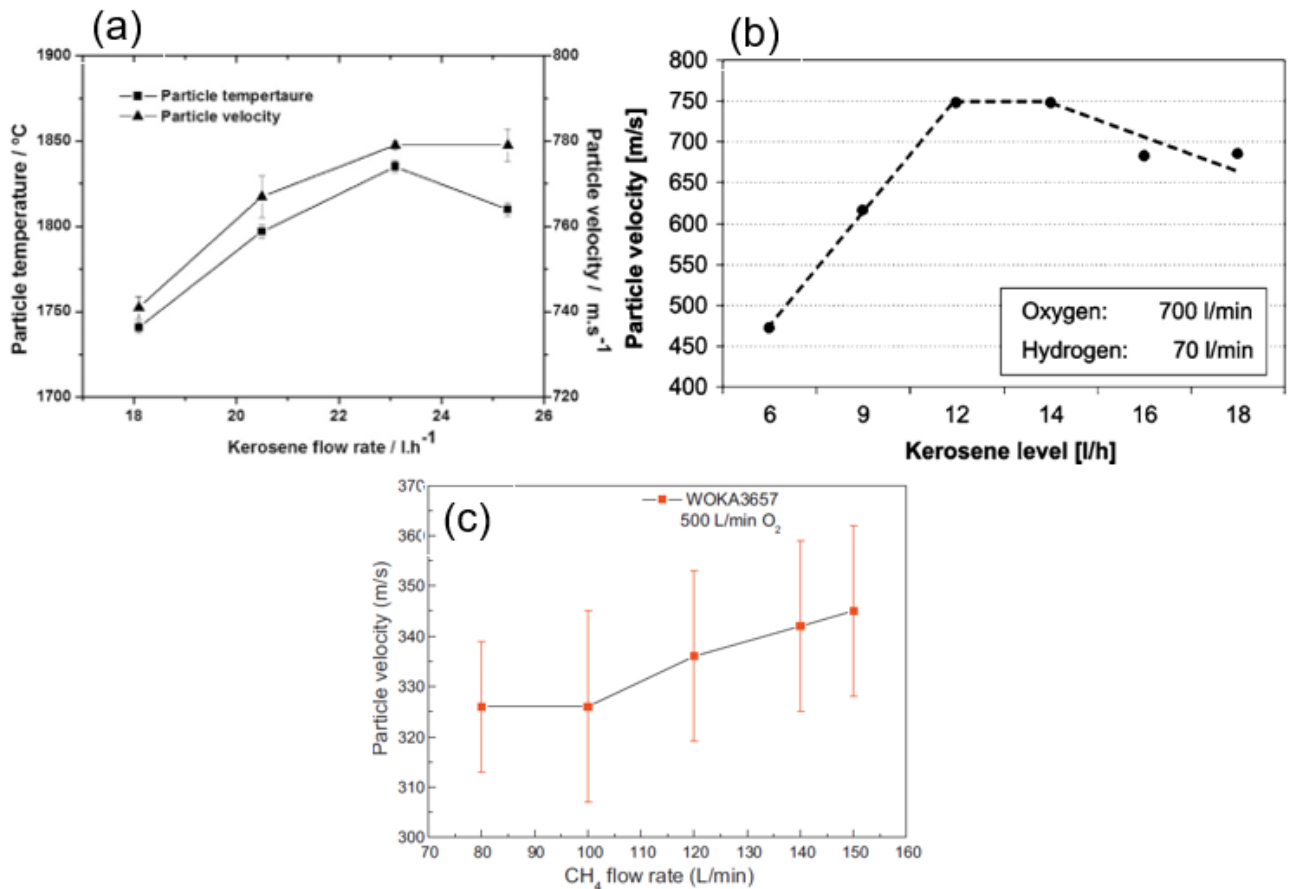 (a)
1900
1850
1800
1750
1700
Particle temperature / ºC
Particle tempertaure
Particle velocity
800
780
760
740
720
Particle velocity / m.s⁻¹
18 20 22 24 26
Kerosene flow rate / l.h⁻¹
(b)
800
750
700
650
600
550
500
450
400
Particle velocity [m/s]
Oxygen: 700 l/min
Hydrogen: 70 l/min
6 9 12 14 16 18
Kerosene level [l/h]
(c)
370
360
350
340
330
320
310
300
Particle velocity (m/s)
WOKA3657
500 L/min O₂
70 80 90 100 110 120 130 140 150 160
CH₄ flow rate (L/min)